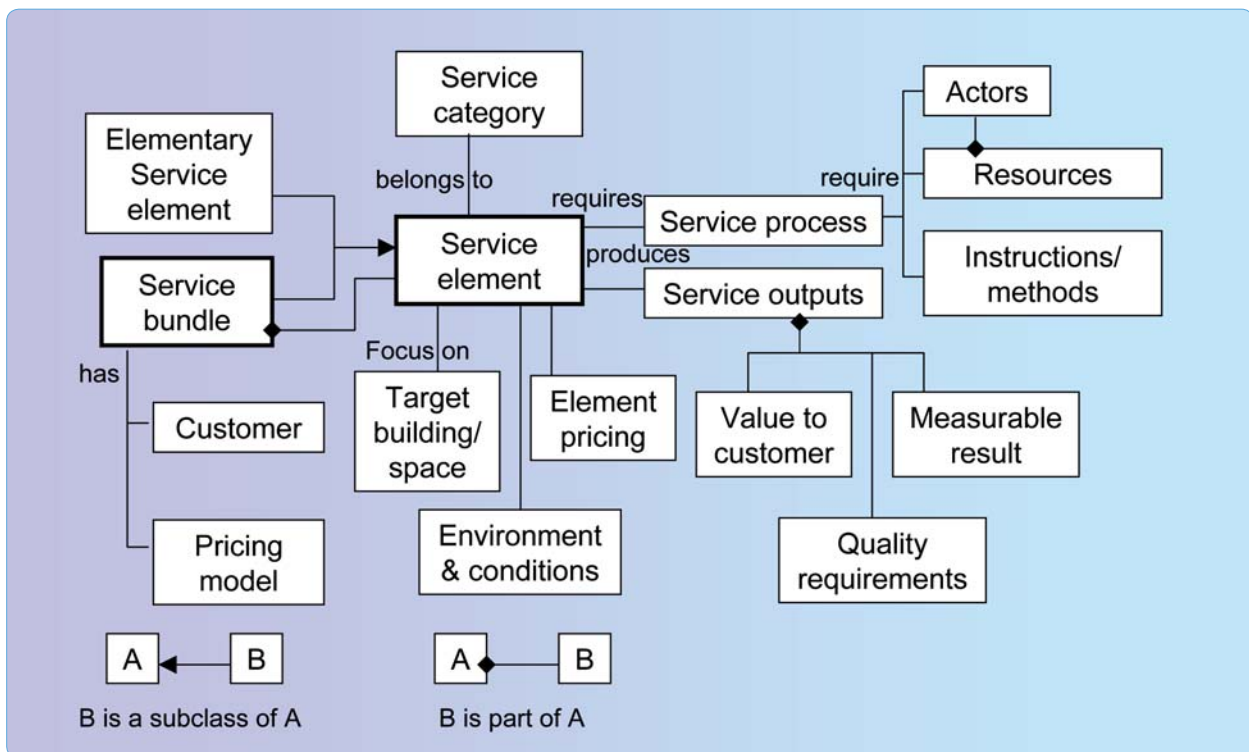 Service
category
Actors
Elementary
Service
element
Resources
require
belongs to
requires
Service process
Service
element
produces
Instructions/
methods
Service
bundle
Service outputs
Focus on
has
Target
building/
space
Element
pricing
Value to
customer
Measurable
result
Customer
Environment
& conditions
Quality
requirements
Pricing
model
A
B
A
B
B is a subclass of A
B is part of A